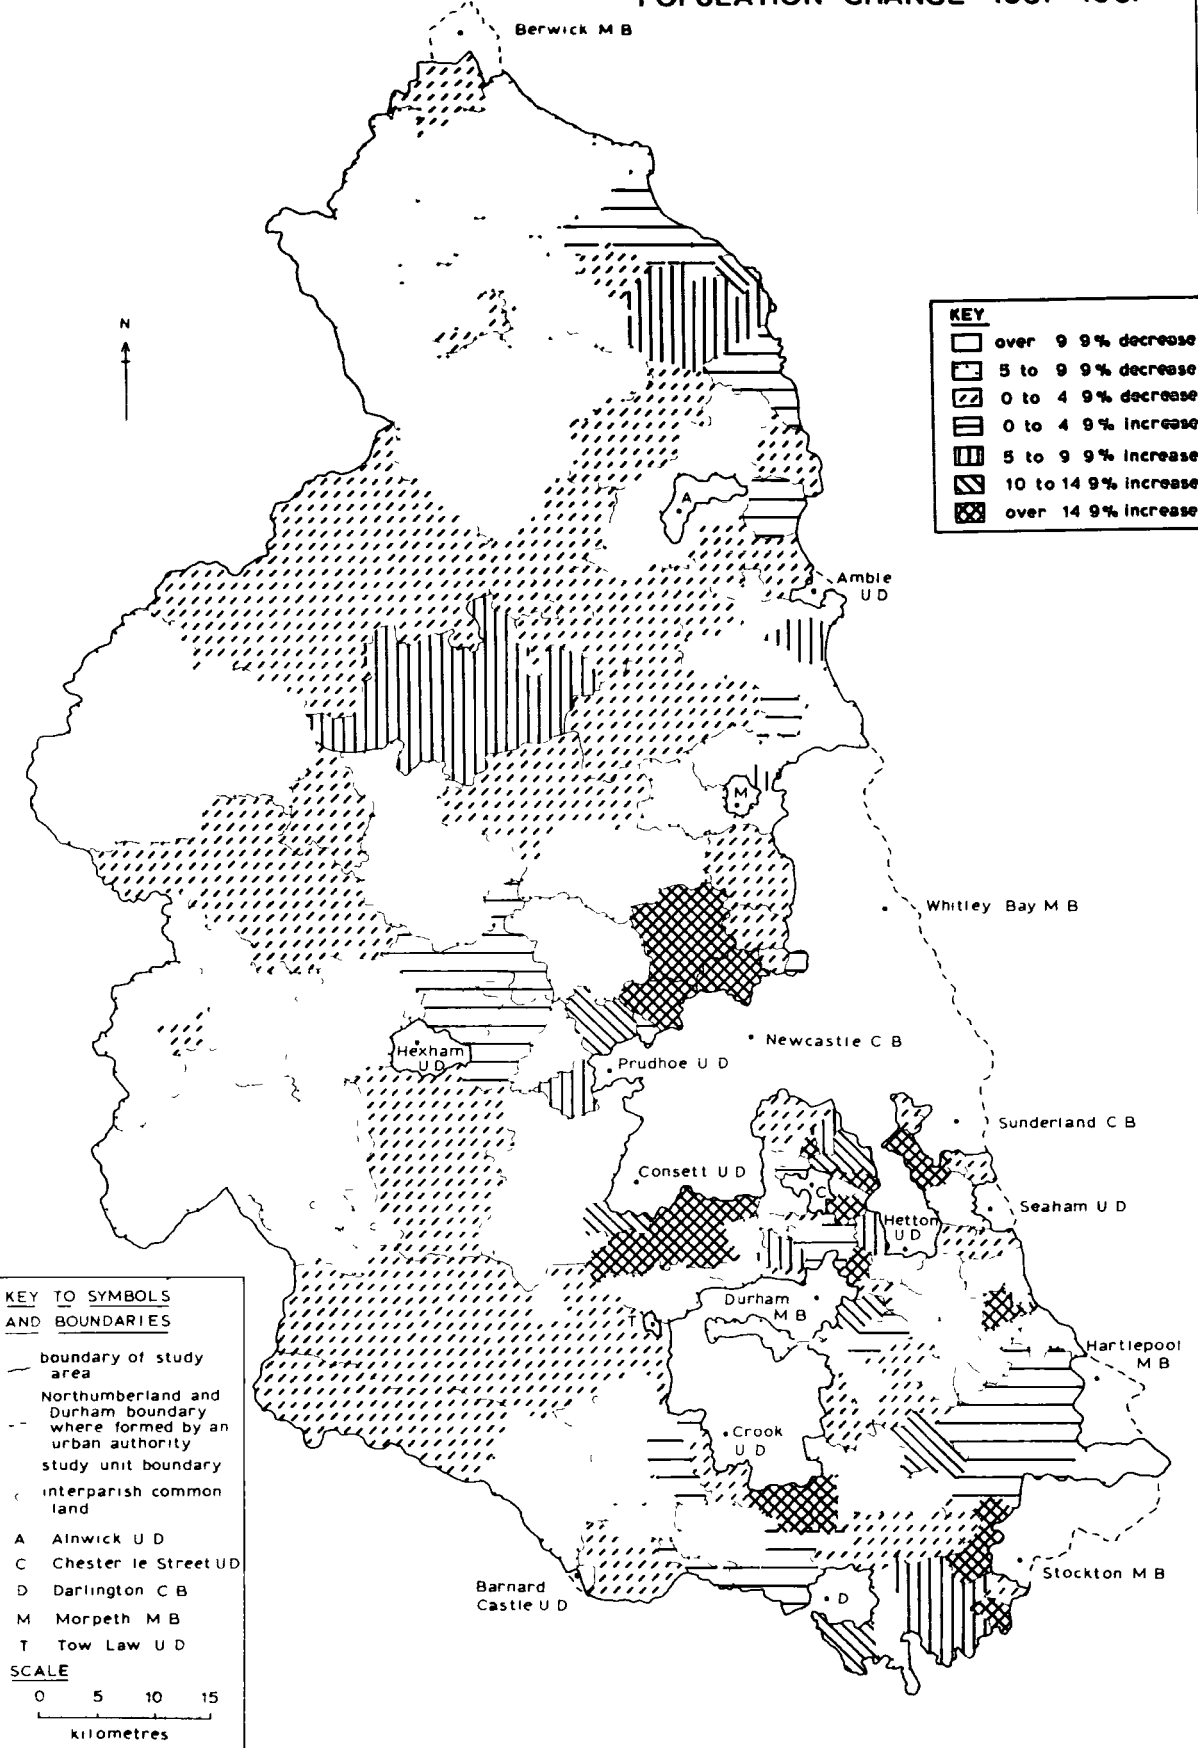 Berwick M B
N
KEY
over 9 9% decrease
5 to 9 9% decrease
0 to 4 9% decrease
0 to 4 9% increase
5 to 9 9% increase
10 to 14 9% increase
over 14 9% increase
A
Amble
U D
M
Whitley Bay M B
Newcastle C B
Hexham
U D
Prudhoe U D
Sunderland C B
Consett U D
C
Seaham U D
Hetton
U D
Durham
M B
T
Hartlepool
M B
Crook
U D
Stockton M B
Barnard
Castle U D
D
KEY TO SYMBOLS
AND BOUNDARIES
boundary of study
area
Northumberland and
Durham boundary
where formed by an
urban authority
study unit boundary
interparish common
land
A Alnwick U D
C Chester le Street U D
D Darlington C B
M Morpeth M B
T Tow Law U D
SCALE
0 5 10 15
kilometres